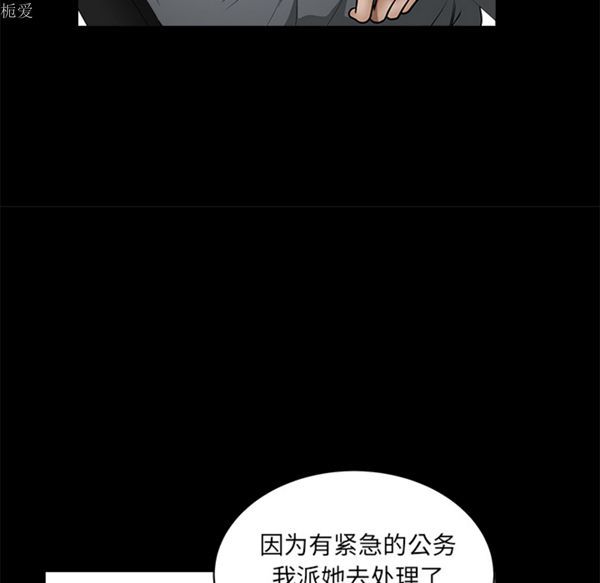 栀爱
因为有紧急的公务
我派她去处理了